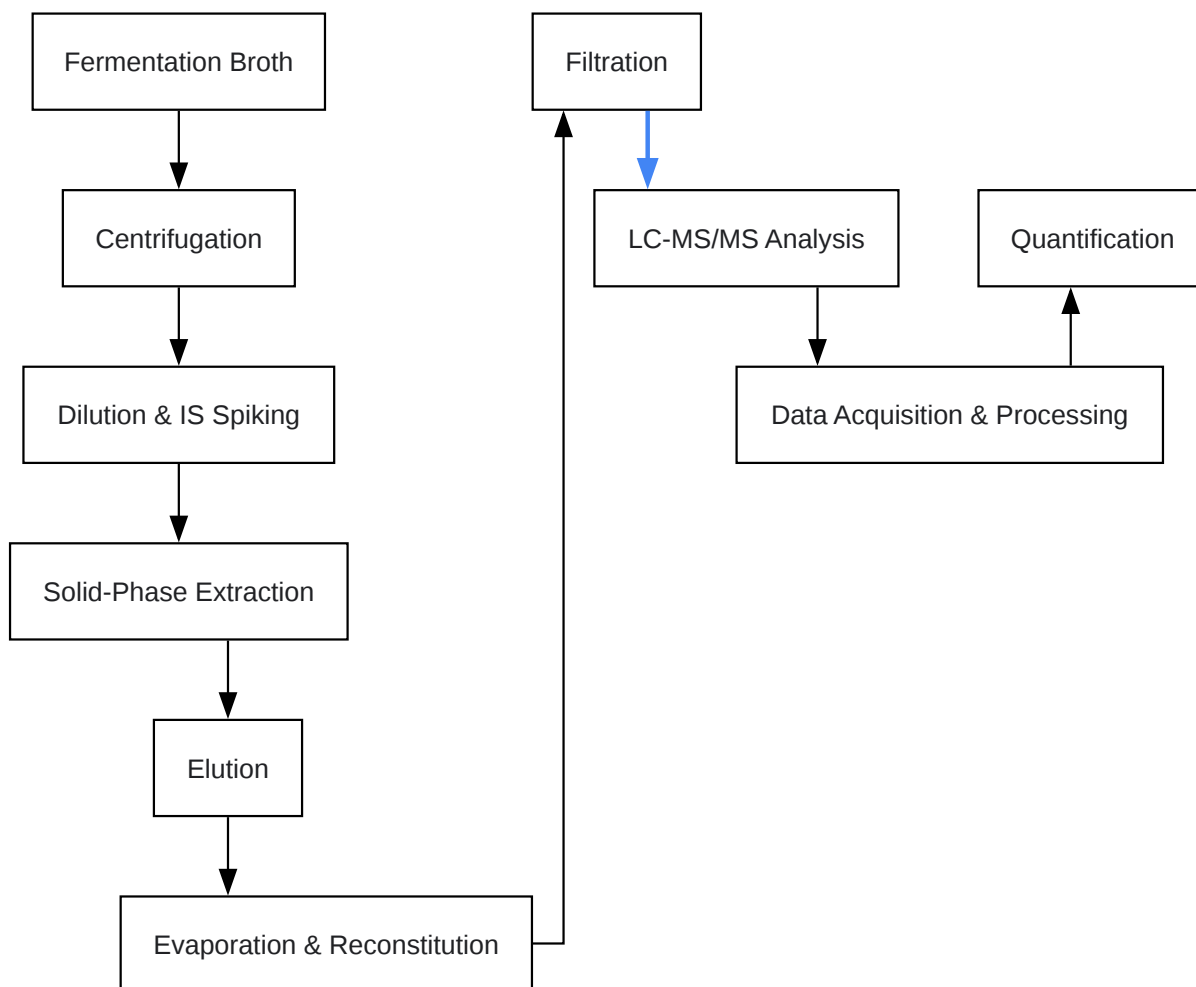 Fermentation Broth
Centrifugation
Dilution & IS Spiking
Solid-Phase Extraction
Elution
Evaporation & Reconstitution
Filtration
LC-MS/MS Analysis
Data Acquisition & Processing
Quantification